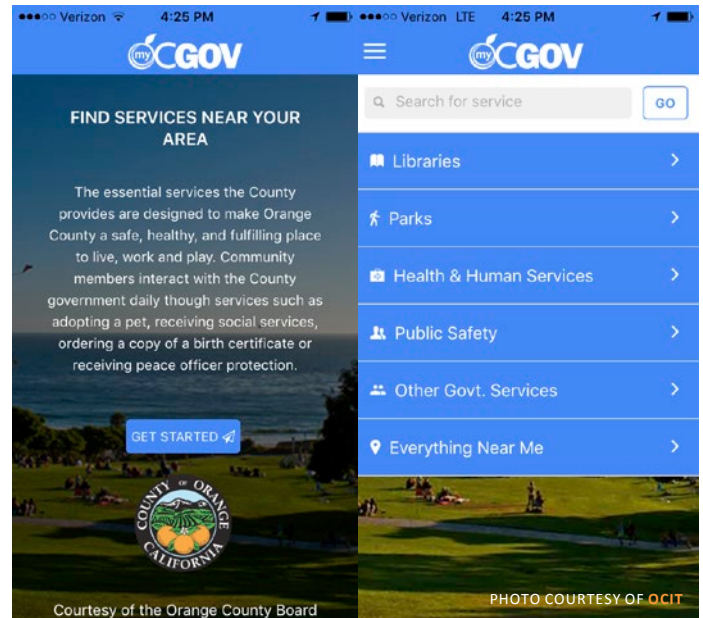 Verizon
4:25 PM
my OCGOV
FIND SERVICES NEAR YOUR
AREA
The essential services the County
provides are designed to make Orange
County a safe, healthy, and fulfilling place
to live, work and play. Community
members interact with the County
government daily though services such as
adopting a pet, receiving social services,
ordering a copy of a birth certificate or
receiving peace officer protection.
GET STARTED
COUNTY OF ORANGE
CALIFORNIA
Courtesy of the Orange County Board
Verizon LTE
4:25 PM
my OCGOV
Search for service
GO
Libraries
Parks
Health & Human Services
Public Safety
Other Govt. Services
Everything Near Me
PHOTO COURTESY OF OCIT